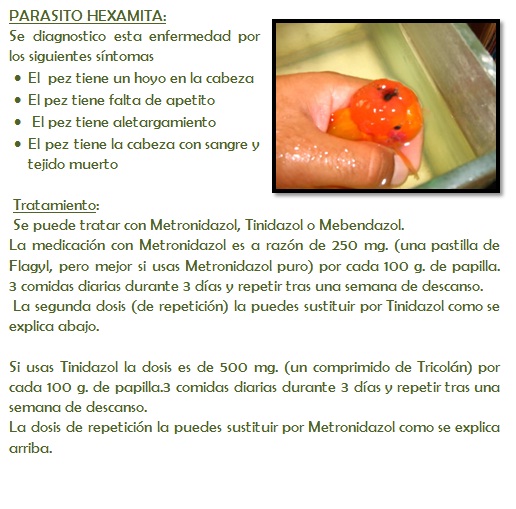 PARASITO HEXAMITA:
Se diagnostico esta enfermedad por
los siguientes síntomas
• El pez tiene un hoyo en la cabeza
• El pez tiene falta de apetito
• El pez tiene aletargamiento
• El pez tiene la cabeza con sangre y
tejido muerto
Tratamiento:
Se puede tratar con Metronidazol, Tinidazol o Mebendazol.
La medicación con Metronidazol es a razón de 250 mg. (una pastilla de
Flagyl, pero mejor si usas Metronidazol puro) por cada 100 g. de papilla.
3 comidas diarias durante 3 días y repetir tras una semana de descanso.
La segunda dosis (de repetición) la puedes sustituir por Tinidazol como se
explica abajo.
Si usas Tinidazol la dosis es de 500 mg. (un comprimido de Tricolán) por
cada 100 g. de papilla.3 comidas diarias durante 3 días y repetir tras una
semana de descanso.
La dosis de repetición la puedes sustituir por Metronidazol como se explica
arriba.